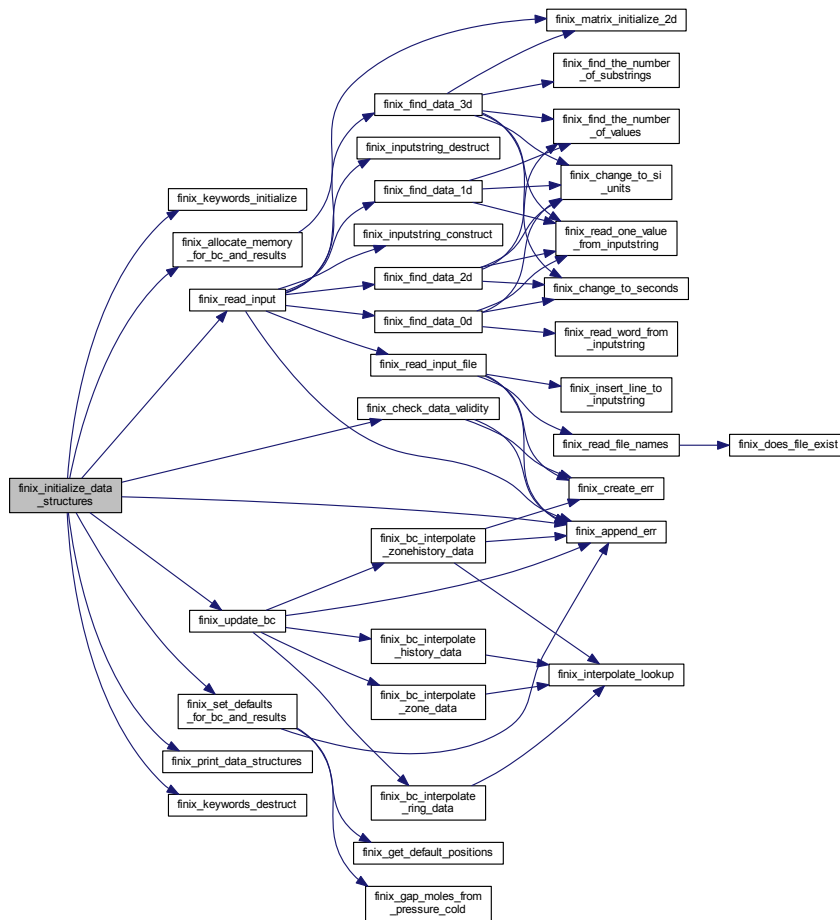 finix_matrix_initialize_2d
finix_find_the_number
_of_substrings
finix_find_data_3d
finix_find_the_number
_of_values
finix_inputstring_destruct
finix_change_to_si
_units
finix_keywords_initialize
finix_find_data_1d
finix_read_one_value
_from_inputstring
finix_inputstring_construct
finix_allocate_memory
_for_bc_and_results
finix_find_data_2d
finix_change_to_seconds
finix_read_input
finix_find_data_0d
finix_read_word_from
_inputstring
finix_read_input_file
finix_insert_line_to
_inputstring
finix_check_data_validity
finix_read_file_names
finix_does_file_exist
finix_initialize_data
_structures
finix_create_err
finix_append_err
finix_bc_interpolate
_zonehistory_data
finix_update_bc
finix_bc_interpolate
_history_data
finix_interpolate_lookup
finix_bc_interpolate
_zone_data
finix_set_defaults
_for_bc_and_results
finix_print_data_structures
finix_keywords_destruct
finix_bc_interpolate
_ring_data
finix_get_default_positions
finix_gap_moles_from
_pressure_cold